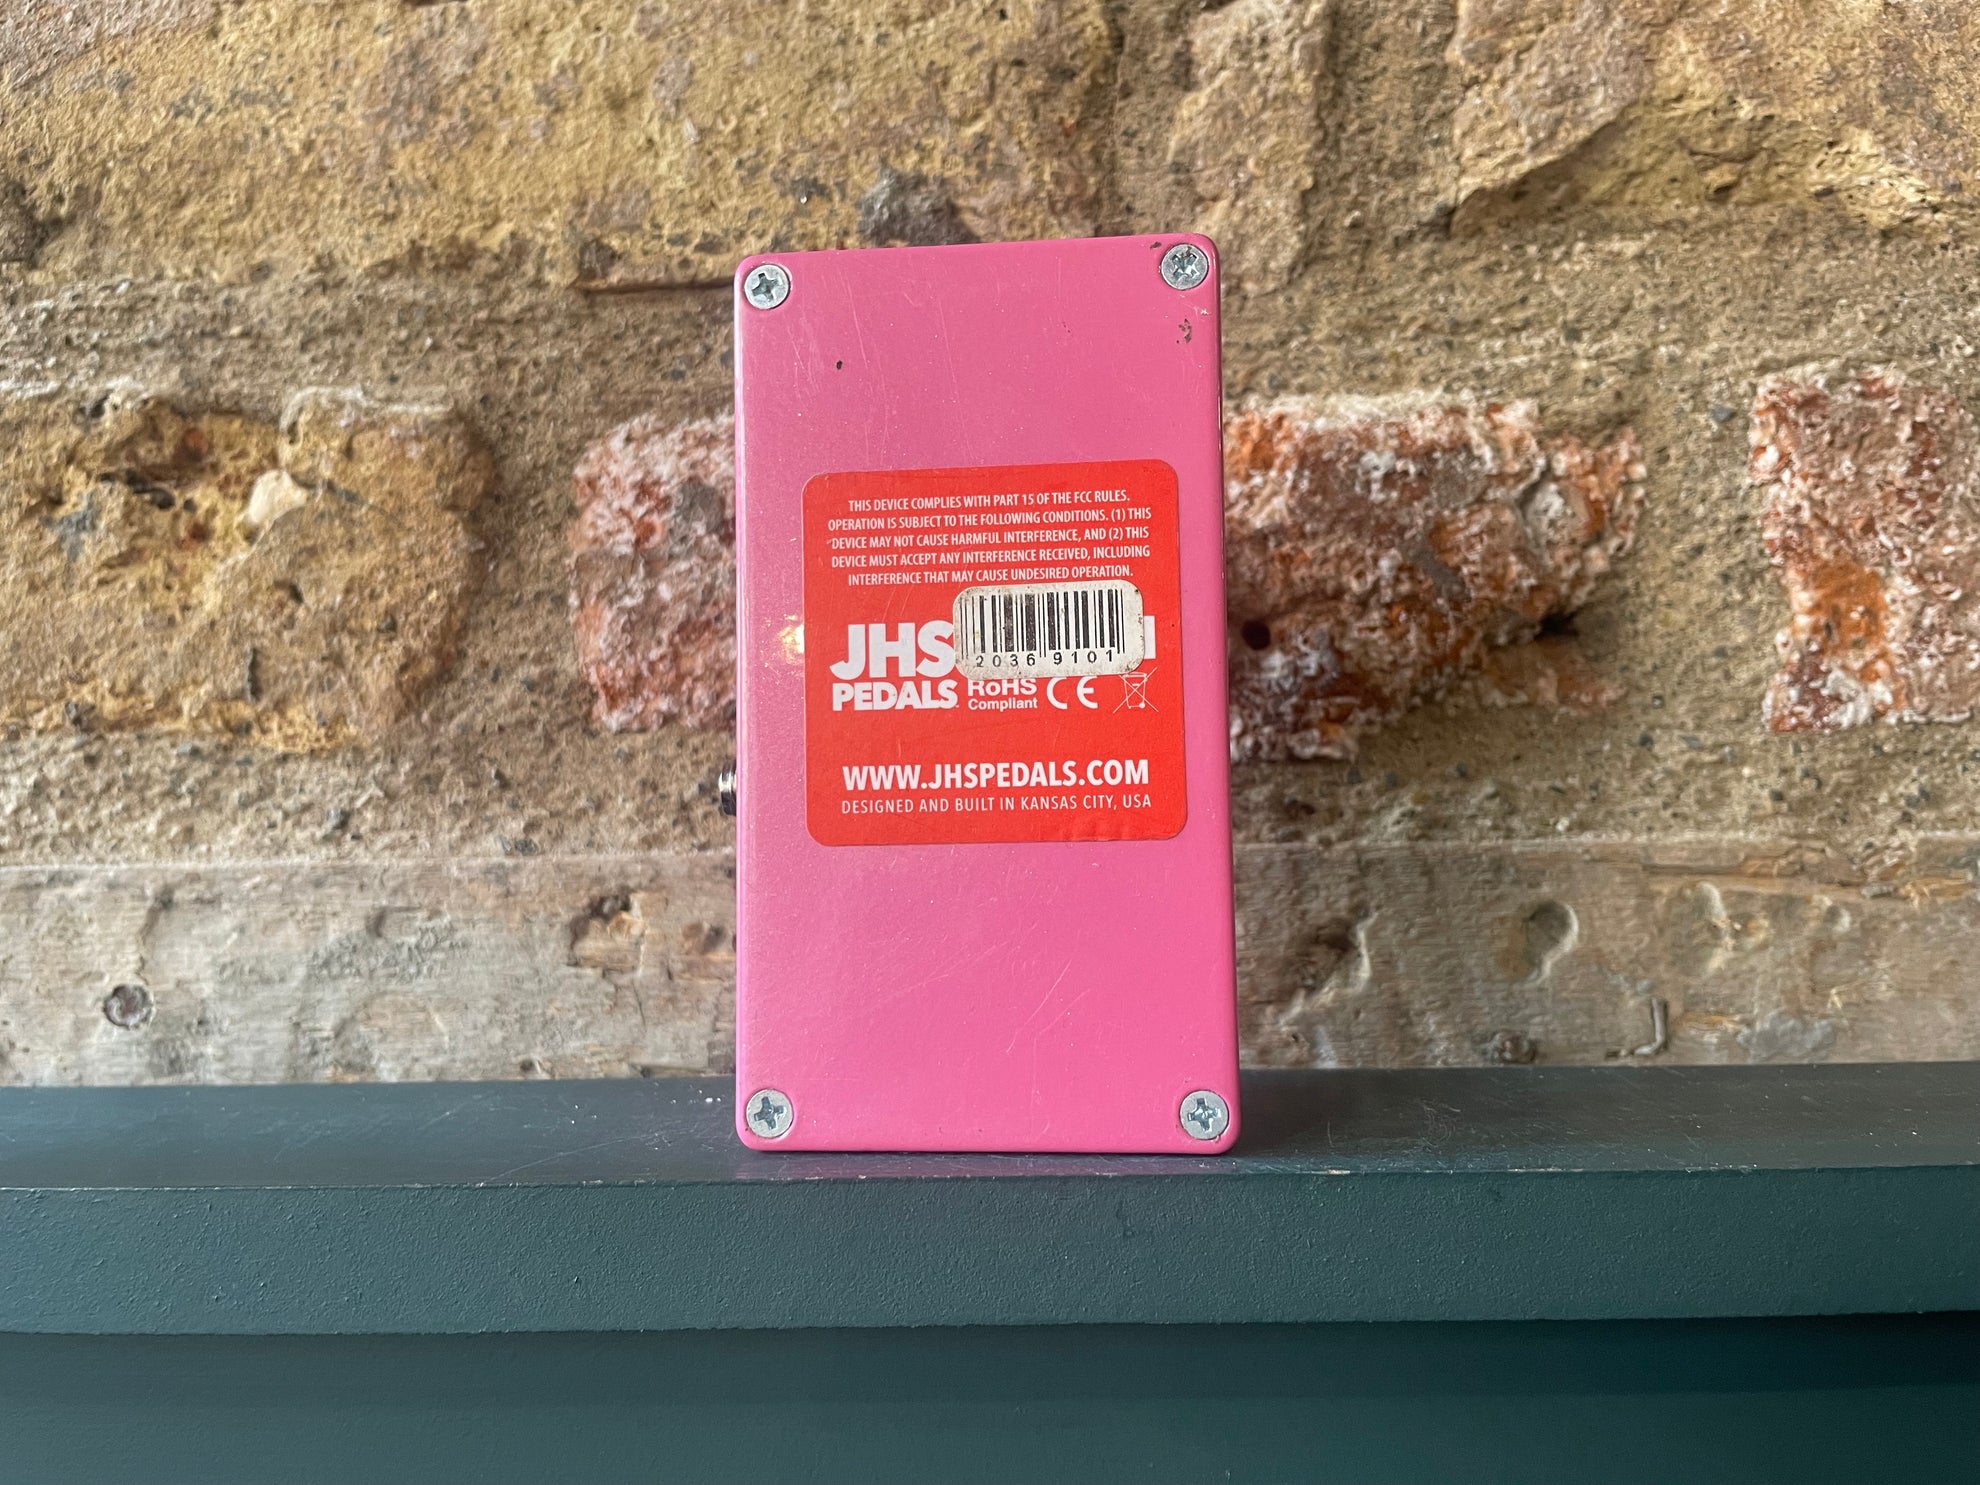 THIS DEVICE COMPLIES WITH PART 15 OF THE FCC RULES.
OPERATION IS SUBJECT TO THE FOLLOWING CONDITIONS. (1) THIS
DEVICE MAY NOT CAUSE HARMFUL INTERFERENCE, AND (2) THIS
DEVICE MUST ACCEPT ANY INTERFERENCE RECEIVED, INCLUDING
INTERFERENCE THAT MAY CAUSE UNDESIRED OPERATION.
JHS
PEDALS
2036 9101
RoHS
Compliant
CE
WWW.JHSPEDALS.COM
DESIGNED AND BUILT IN KANSAS CITY, USA